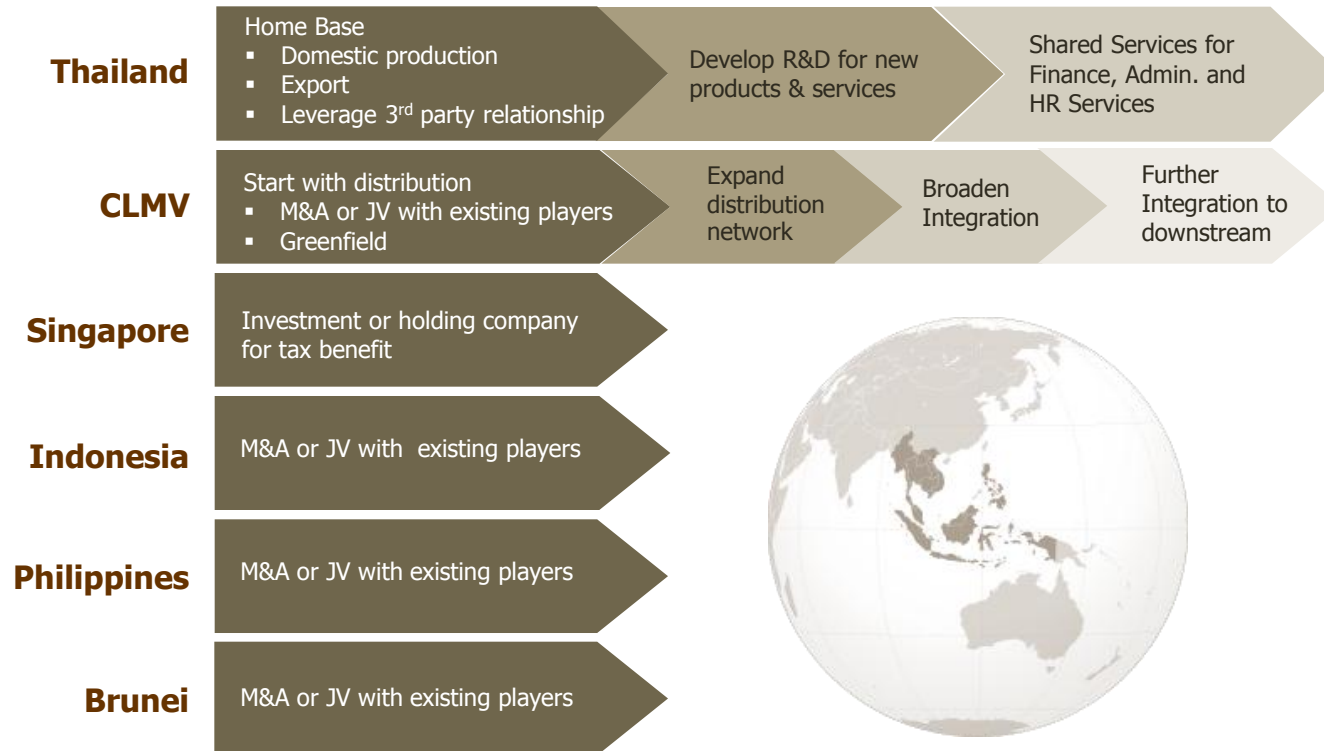 Thailand
Home Base
▪ Domestic production
▪ Export
▪ Leverage 3rd party relationship
Develop R&D for new
products & services
Shared Services for
Finance, Admin. and
HR Services
CLMV
Start with distribution
▪ M&A or JV with existing players
▪ Greenfield
Expand
distribution
network
Broaden
Integration
Further
Integration to
downstream
Singapore
Investment or holding company
for tax benefit
Indonesia
M&A or JV with existing players
Philippines
M&A or JV with existing players
Brunei
M&A or JV with existing players